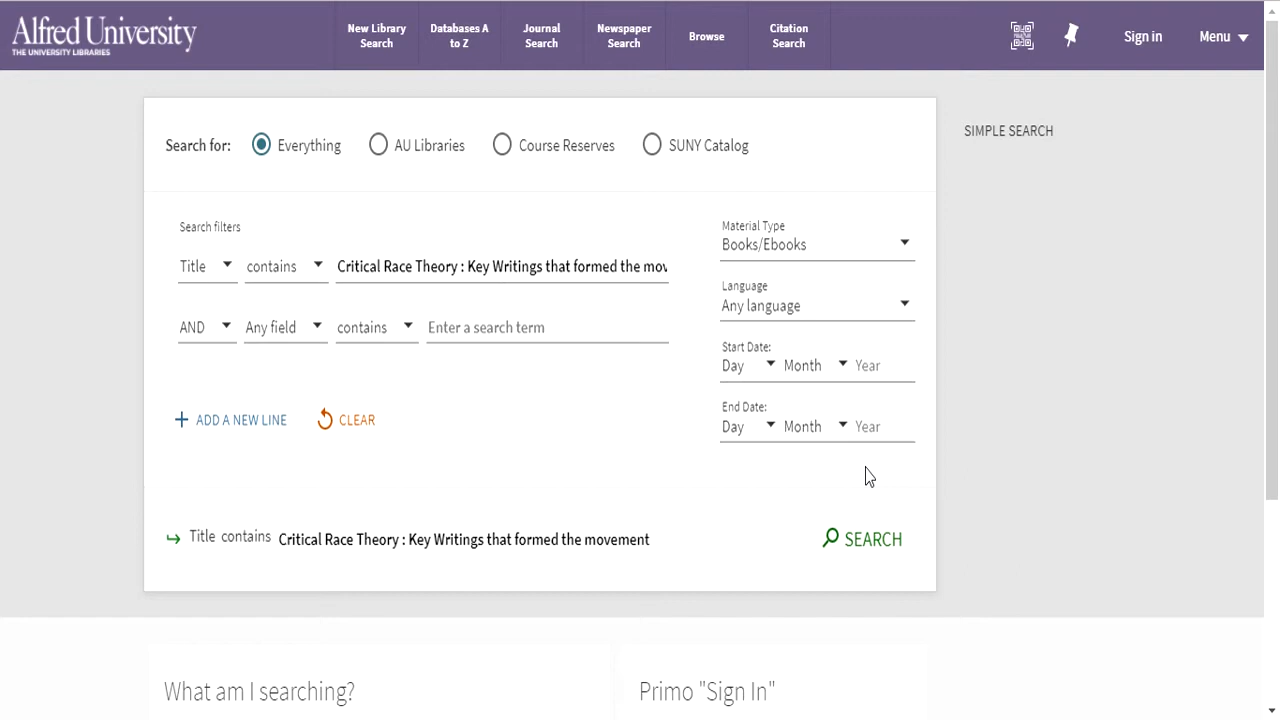 Alfred University
THE UNIVERSITY LIBRARIES
New Library Search
Databases A to Z
Journal Search
Newspaper Search
Browse
Citation Search
Sign in
Menu
Search for:
Everything
AU Libraries
Course Reserves
SUNY Catalog
SIMPLE SEARCH
Search filters
Title
contains
Critical Race Theory : Key Writings that formed the mov
AND
Any field
contains
Enter a search term
Material Type
Books/Ebooks
Language
Any language
Start Date:
Day
Month
Year
End Date:
Day
Month
Year
ADD A NEW LINE
CLEAR
Title contains Critical Race Theory : Key Writings that formed the movement
SEARCH
What am I searching?
Primo "Sign In"